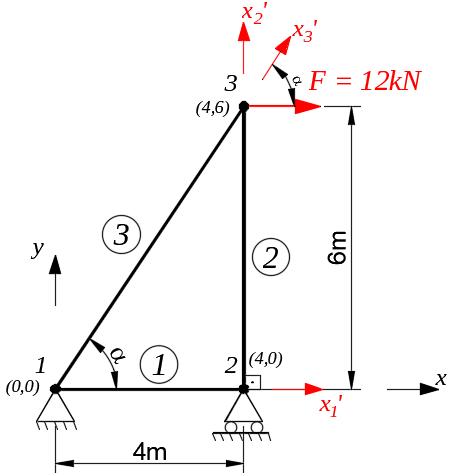 x₂'
x₃'
α
3
F = 12kN
(4,6)
3
2
6m
y
α
1
1
2
(4,0)
(0,0)
x
x₁'
4m